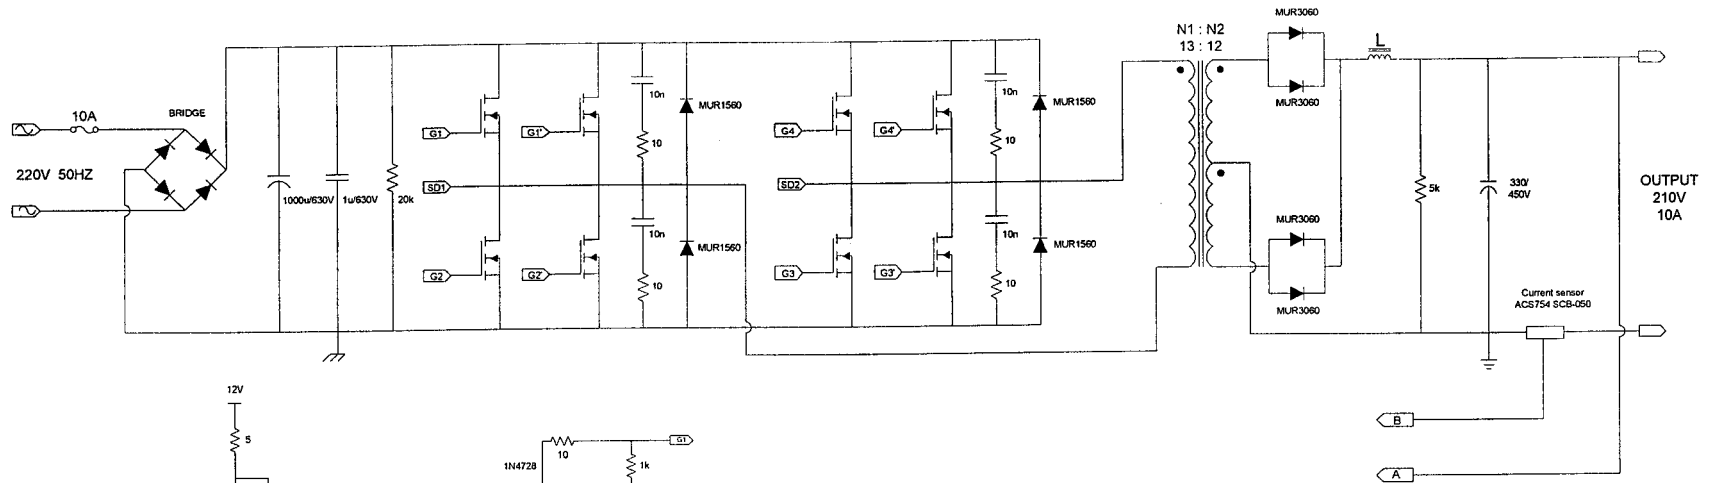 MUR3060
N1 : N2
13 : 12
L
10n
MUR1560
10n
MUR1560
MUR3060
10A
BRIDGE
G1
G1'
10
G4
G4'
10
220V 50HZ
SD1
SD2
1000u/630V
1u/630V
20k
5k
330/
450V
OUTPUT
210V
10A
MUR3060
10n
MUR1560
10n
MUR1560
G2
G2'
10
G3
G3'
10
MUR3060
Current sensor
ACS754 SCB-050
12V
5
1N4728
10
G1
1k
B
A